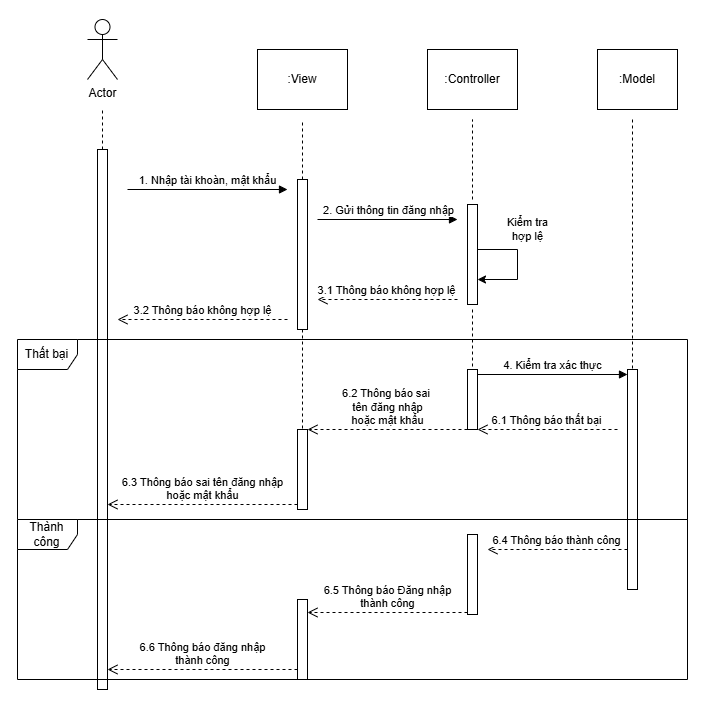 Actor
:View
:Controller
:Model
1. Nhập tài khoàn, mật khẩu
2. Gửi thông tin đăng nhập
Kiểm tra
hợp lệ
3.1 Thông báo không hợp lệ
3.2 Thông báo không hợp lệ
Thất bại
4. Kiểm tra xác thực
6.2 Thông báo sai
tên đăng nhập
hoặc mật khẩu
6.1 Thông báo thất bại
6.3 Thông báo sai tên đăng nhập
hoặc mật khẩu
Thành
công
6.4 Thông báo thành công
6.5 Thông báo Đăng nhập
thành công
6.6 Thông báo đăng nhập
thành công